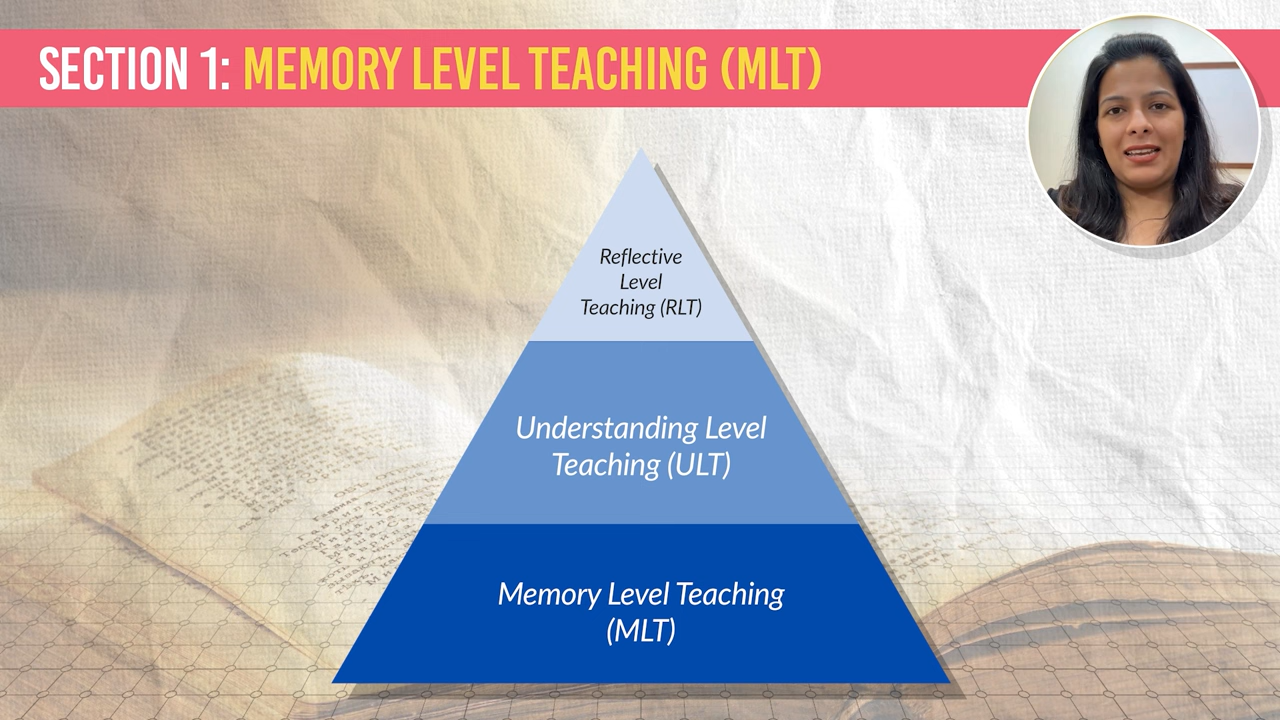 SECTION 1: MEMORY LEVEL TEACHING (MLT)
Reflective
Level
Teaching (RLT)
Understanding Level
Teaching (ULT)
Memory Level Teaching
(MLT)